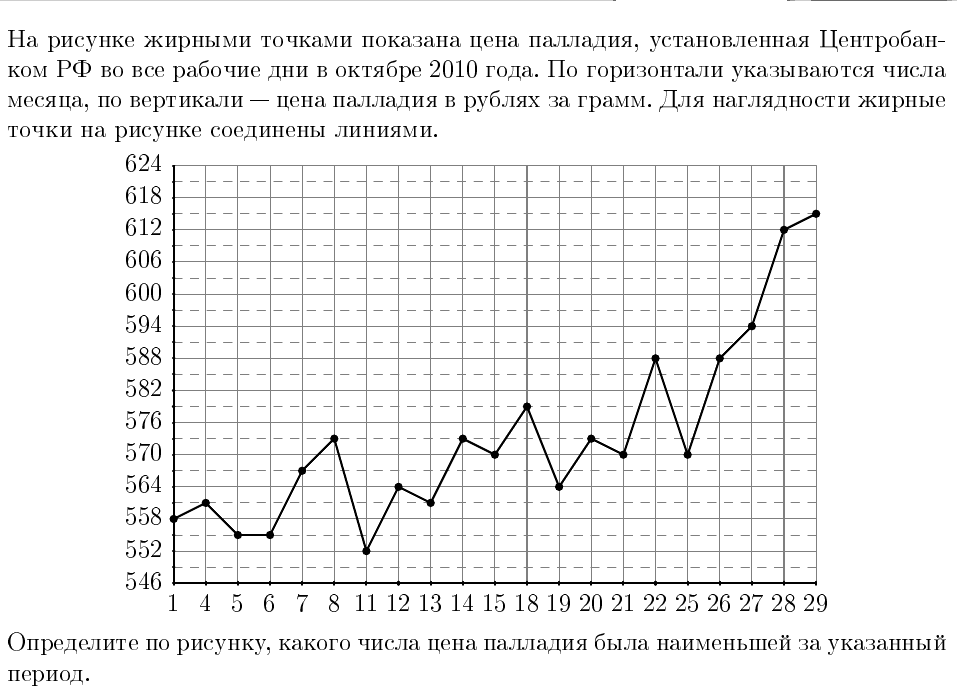 На рисунке жирными точками показана цена палладия, установленная Центробан-
ком РФ во все рабочие дни в октябре 2010 года. По горизонтали указываются числа
месяца, по вертикали — цена палладия в рублях за грамм. Для наглядности жирные
точки на рисунке соединены линиями.
624
618
612
606
600
594
588
582
576
570
564
558
552
546
1 4 5 6 7 8 11 12 13 14 15 18 19 20 21 22 25 26 27 28 29
Определите по рисунку, какого числа цена палладия была наименьшей за указанный
период.